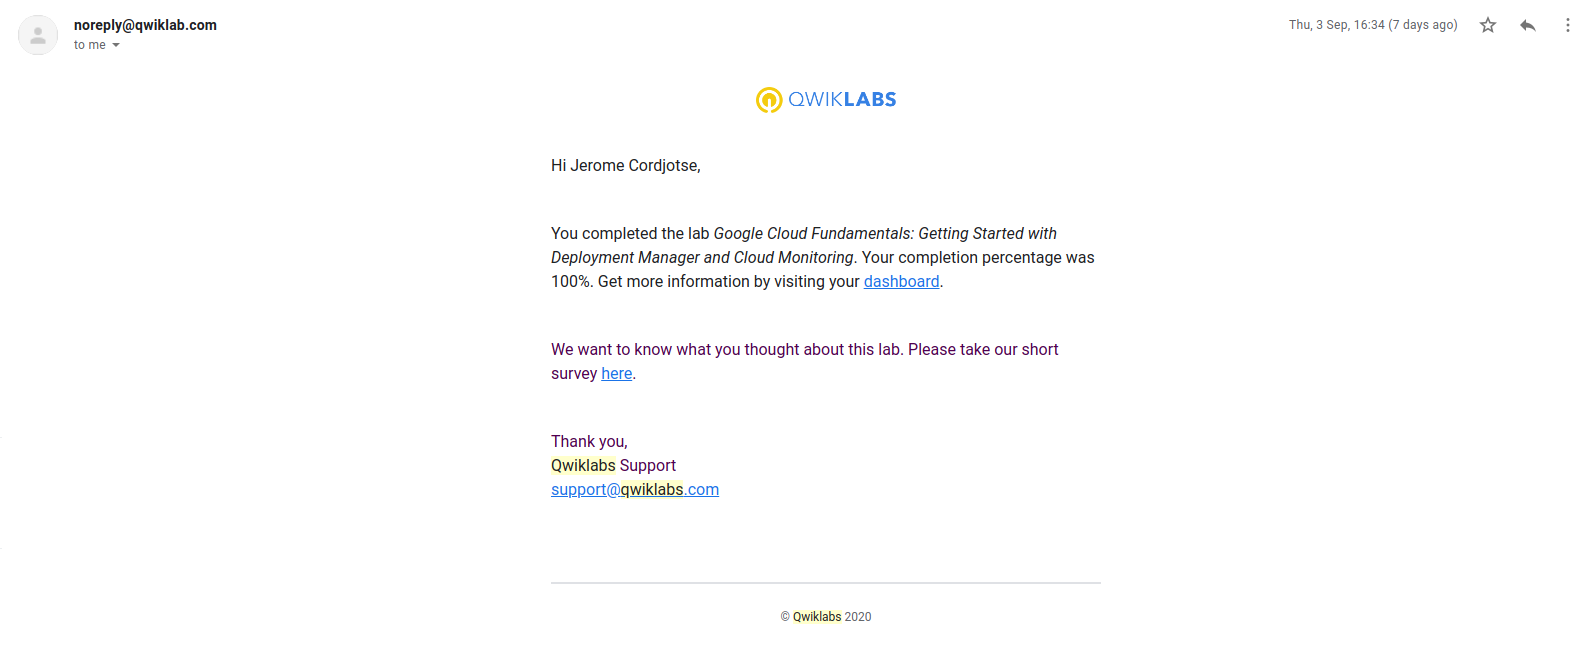 noreply@qwiklab.com
Thu, 3 Sep, 16:34 (7 days ago)
to me
QWIKLABS
Hi Jerome Cordjotse,
You completed the lab Google Cloud Fundamentals: Getting Started with
Deployment Manager and Cloud Monitoring. Your completion percentage was
100%. Get more information by visiting your dashboard.
We want to know what you thought about this lab. Please take our short
survey here.
Thank you,
Qwiklabs Support
support@qwiklabs.com
© Qwiklabs 2020